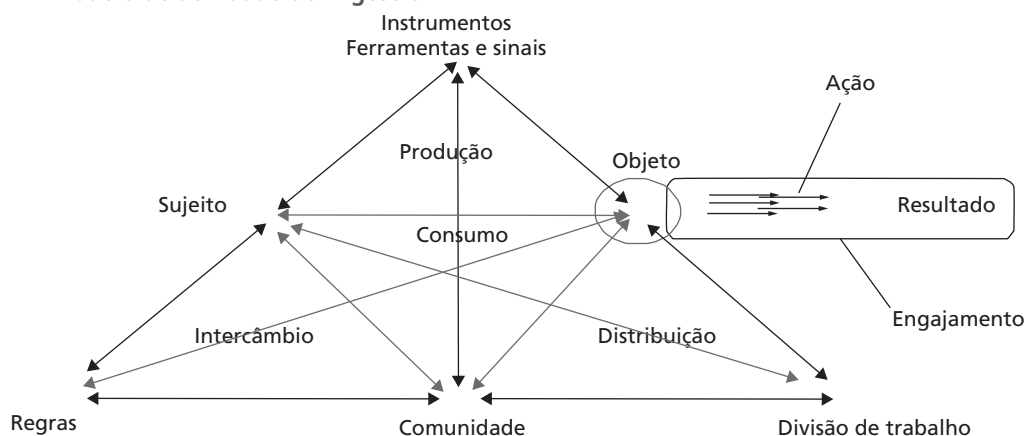 Instrumentos
Ferramentas e sinais
Ação
Produção
Objeto
Sujeito
Resultado
Consumo
Engajamento
Intercâmbio
Distribuição
Regras
Comunidade
Divisão de trabalho